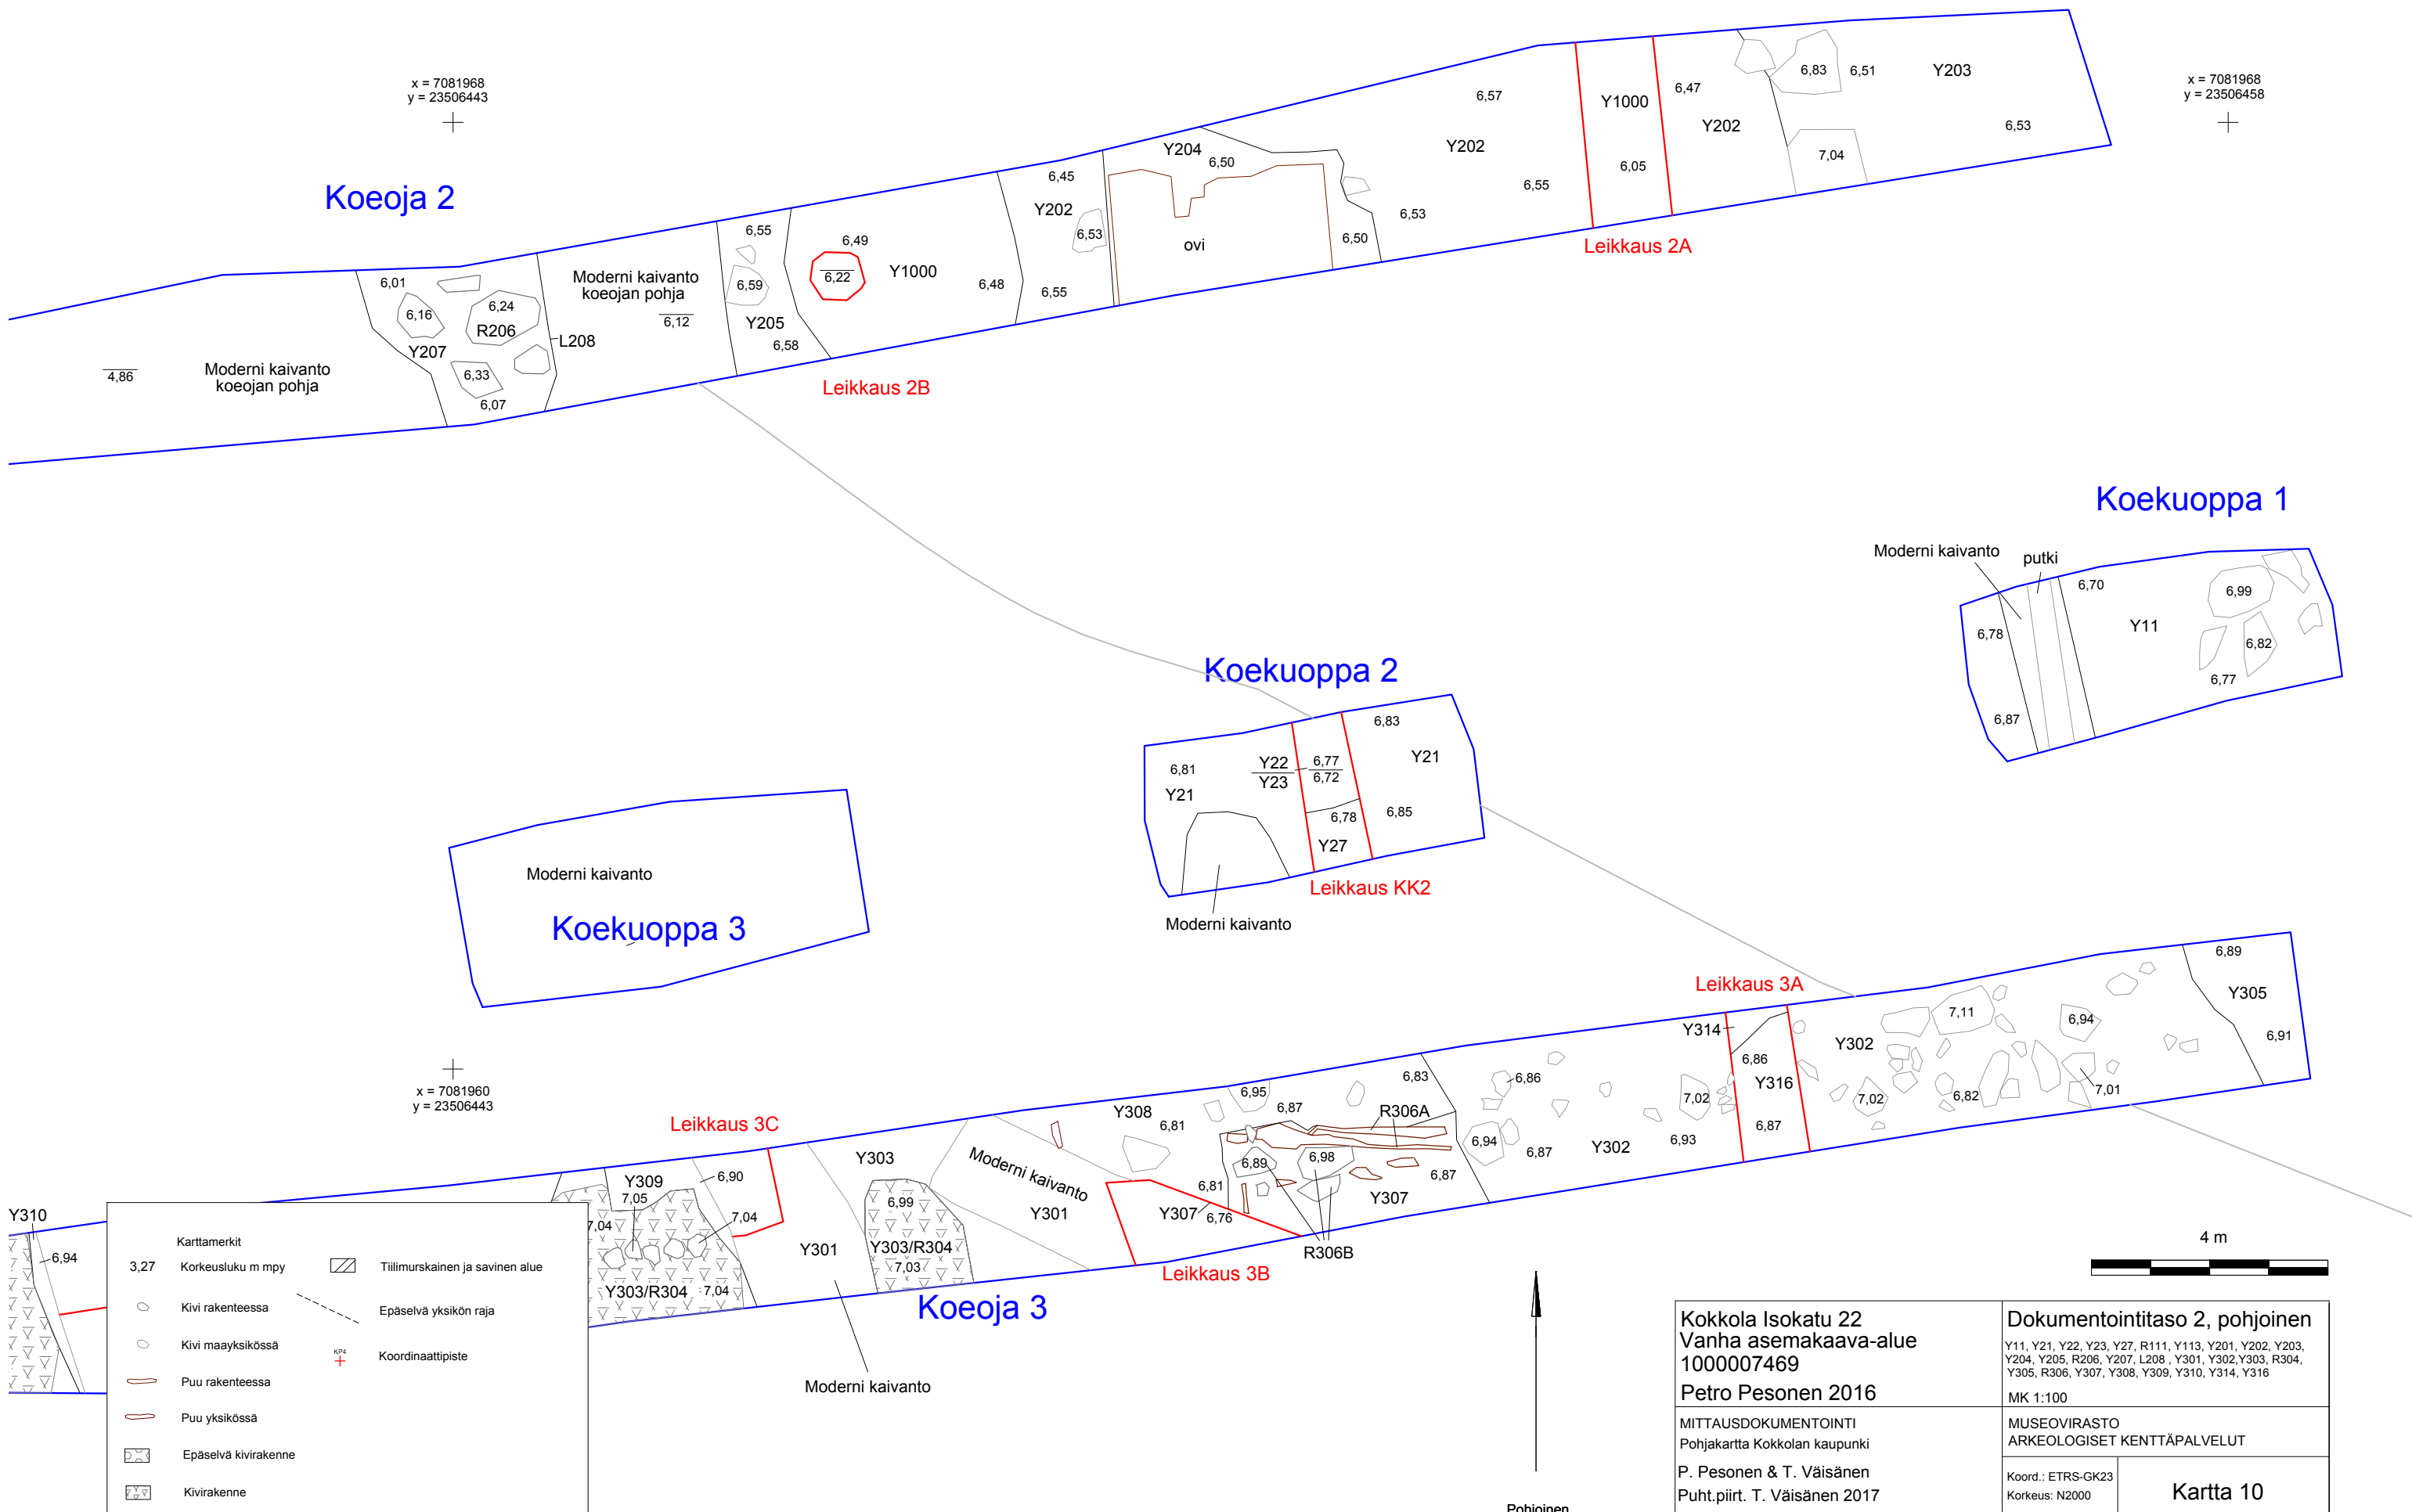 x = 7081968
y = 23506443
x = 7081968
y = 23506458
Koeoja 2
6,57
Y1000
6,47
6,83
6,51
Y203
Y202
6,53
Y202
6,05
7,04
6,55
6,53
6,50
Leikkaus 2A
Y204
6,50
ovi
6,45
Y202
6,53
6,55
6,49
6,22
Y1000
6,48
6,55
6,59
Y205
6,58
Leikkaus 2B
Moderni kaivanto
koeojan pohja
6,12
L208
6,01
6,16
6,24
R206
Y207
6,33
6,07
4,86
Moderni kaivanto
koeojan pohja
Koekuoppa 1
Moderni kaivanto
putki
6,70
6,99
6,78
Y11
6,82
6,77
6,87
Koekuoppa 2
6,83
6,81
Y22
Y23
6,77
6,72
Y21
Y21
6,78
6,85
Y27
Leikkaus KK2
Moderni kaivanto
Moderni kaivanto
Koekuoppa 3
x = 7081960
y = 23506443
Leikkaus 3A
6,89
Y305
6,91
Y314
7,11
6,94
Y302
6,86
Y316
7,02
6,82
7,01
6,87
6,86
7,02
6,83
6,94
6,87
Y302
6,93
Leikkaus 3C
Y308
6,81
6,95
6,87
R306A
6,89
6,98
6,87
Y307
6,81
Y307
6,76
R306B
Leikkaus 3B
Y303
Moderni kaivanto
Y301
6,99
Y303/R304
7,03
Y301
Y309
7,05
6,90
7,04
7,04
Y303/R304
7,04
Koeoja 3
Moderni kaivanto
Y310
6,94
Karttamerkit
3,27 Korkeusluku m mpy
Tiilimurskainen ja savinen alue
Kivi rakenteessa
Epäselvä yksikön raja
Kivi maayksikössä
KP4
Koordinaattipiste
Puu rakenteessa
Puu yksikössä
Epäselvä kivirakenne
Kivirakenne
4 m
Pohjoinen
Kokkola Isokatu 22
Vanha asemakaava-alue
1000007469
Petro Pesonen 2016
Dokumentointitaso 2, pohjoinen
Y11, Y21, Y22, Y23, Y27, R111, Y113, Y201, Y202, Y203,
Y204, Y205, R206, Y207, L208 , Y301, Y302,Y303, R304,
Y305, R306, Y307, Y308, Y309, Y310, Y314, Y316
MK 1:100
MITTAUSDOKUMENTOINTI
Pohjakartta Kokkolan kaupunki
P. Pesonen & T. Väisänen
Puht.piirt. T. Väisänen 2017
MUSEOVIRASTO
ARKEOLOGISET KENTTÄPALVELUT
Koord.: ETRS-GK23
Korkeus: N2000
Kartta 10